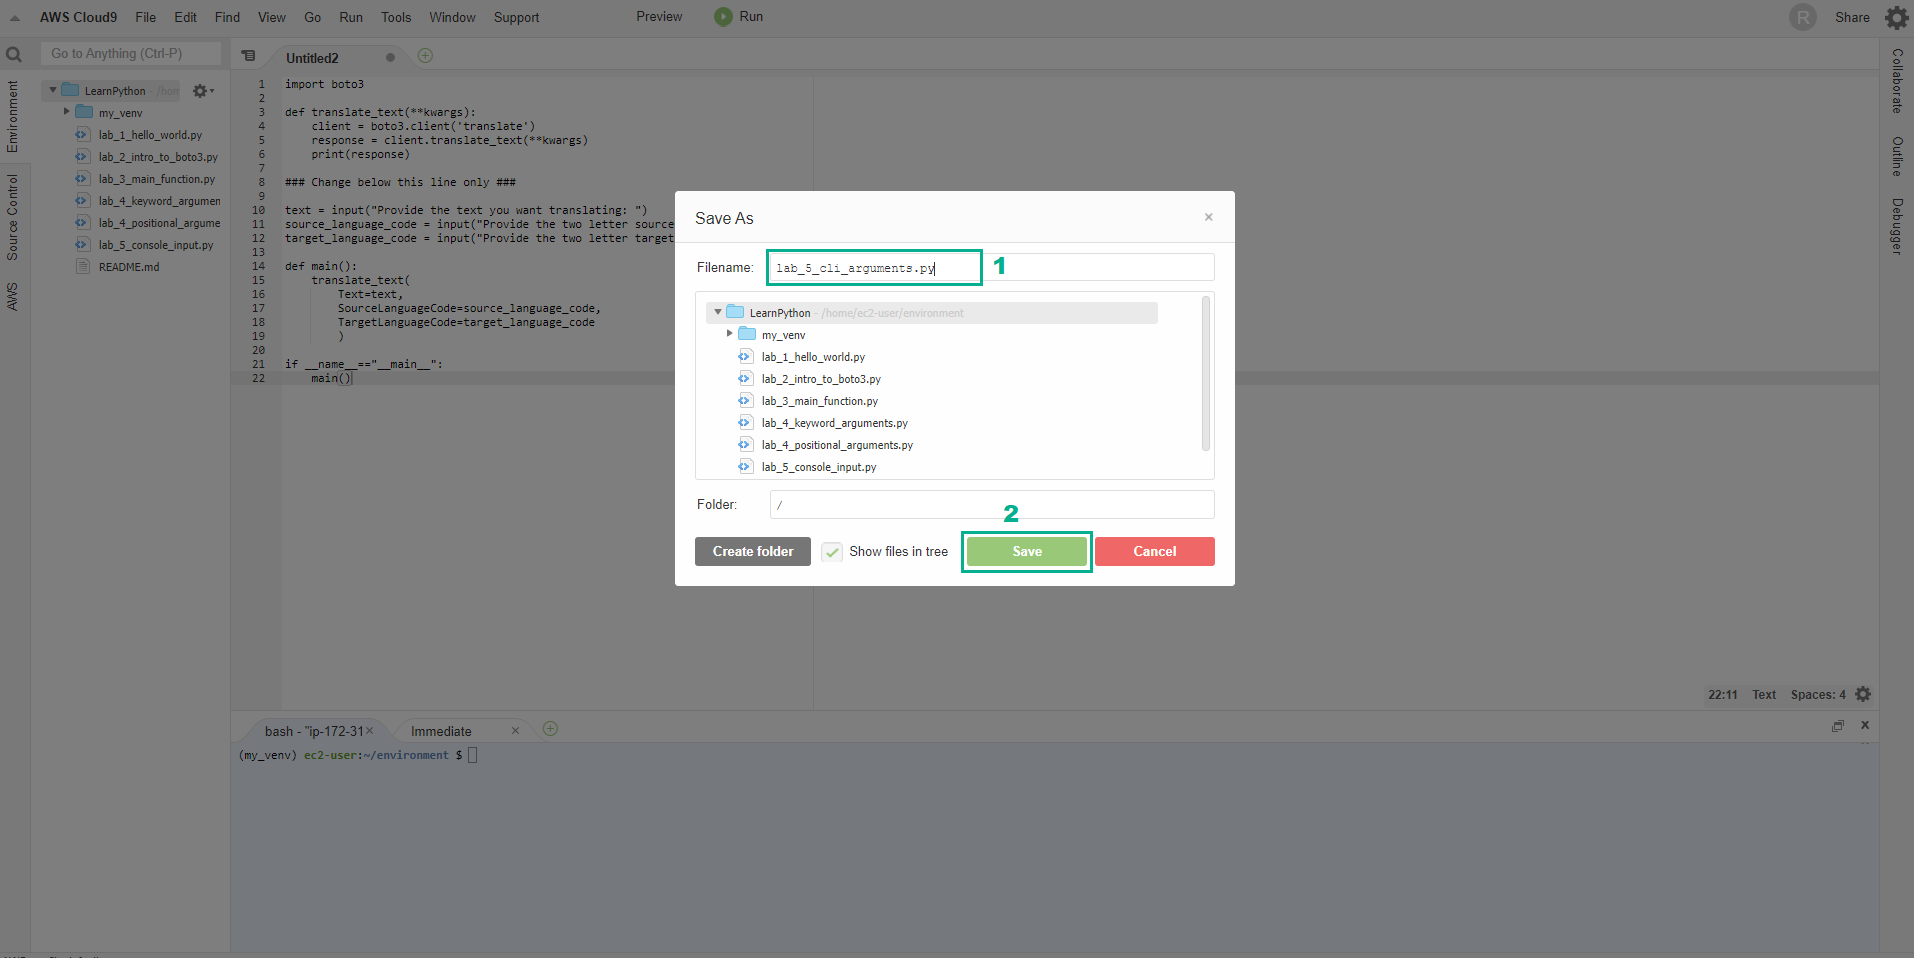 AWS Cloud9 File Edit Find View Go Run Tools Window Support Preview Run R Share
Go to Anything (Ctrl-P)
Untitled2
Environment
Source Control
AWS
LearnPython - /hom
my_venv
lab_1_hello_world.py
lab_2_intro_to_boto3.py
lab_3_main_function.py
lab_4_keyword_argumen
lab_4_positional_argume
lab_5_console_input.py
README.md
1 import boto3
2
3 def translate_text(**kwargs):
4     client = boto3.client('translate')
5     response = client.translate_text(**kwargs)
6     print(response)
7
8 ### Change below this line only ###
9
10 text = input("Provide the text you want translating: ")
11 source_language_code = input("Provide the two letter source
12 target_language_code = input("Provide the two letter target
13
14 def main():
15     translate_text(
16         Text=text,
17         SourceLanguageCode=source_language_code,
18         TargetLanguageCode=target_language_code
19         )
20
21 if __name__=="__main__":
22     main()
Save As ×
Filename: lab_5_cli_arguments.py 1
LearnPython - /home/ec2-user/environment
my_venv
lab_1_hello_world.py
lab_2_intro_to_boto3.py
lab_3_main_function.py
lab_4_keyword_arguments.py
lab_4_positional_arguments.py
lab_5_console_input.py
Folder: /
2
Create folder Show files in tree Save Cancel
Collaborate
Outline
Debugger
22:11 Text Spaces: 4
bash - "ip-172-31 × Immediate ×
(my_venv) ec2-user:~/environment $